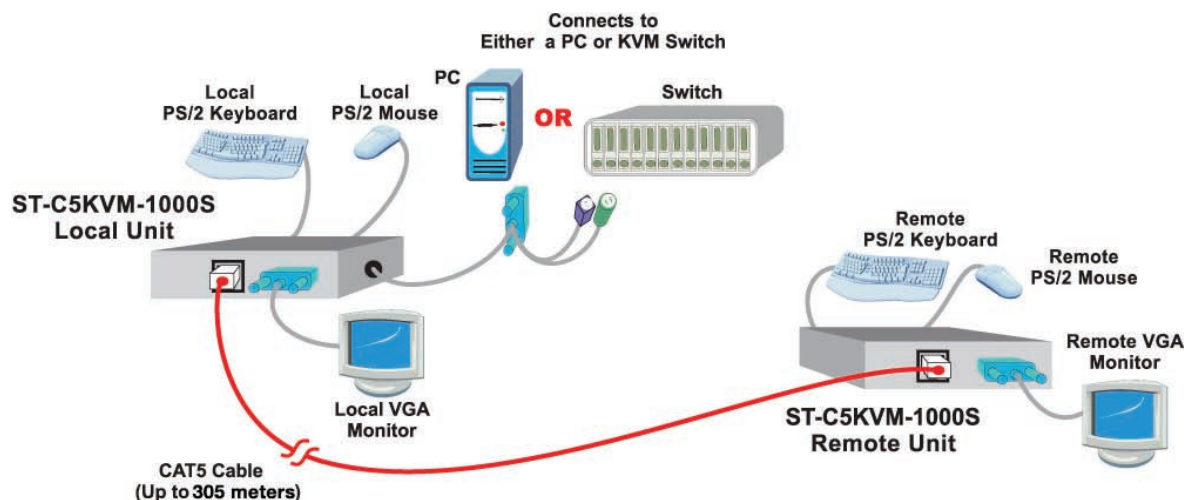 Connects to
Either a PC or KVM Switch
PC
OR
Switch
Local
PS/2 Keyboard
Local
PS/2 Mouse
ST-C5KVM-1000S
Local Unit
Local VGA
Monitor
CAT5 Cable
(Up to 305 meters)
Remote
PS/2 Keyboard
Remote
PS/2 Mouse
Remote VGA
Monitor
ST-C5KVM-1000S
Remote Unit